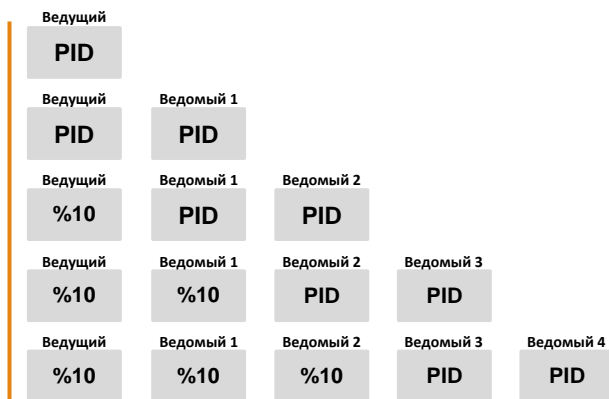 Ведущий
PID
Ведущий Ведомый 1
PID PID
Ведущий Ведомый 1 Ведомый 2
%10 PID PID
Ведущий Ведомый 1 Ведомый 2 Ведомый 3
%10 %10 PID PID
Ведущий Ведомый 1 Ведомый 2 Ведомый 3 Ведомый 4
%10 %10 %10 PID PID